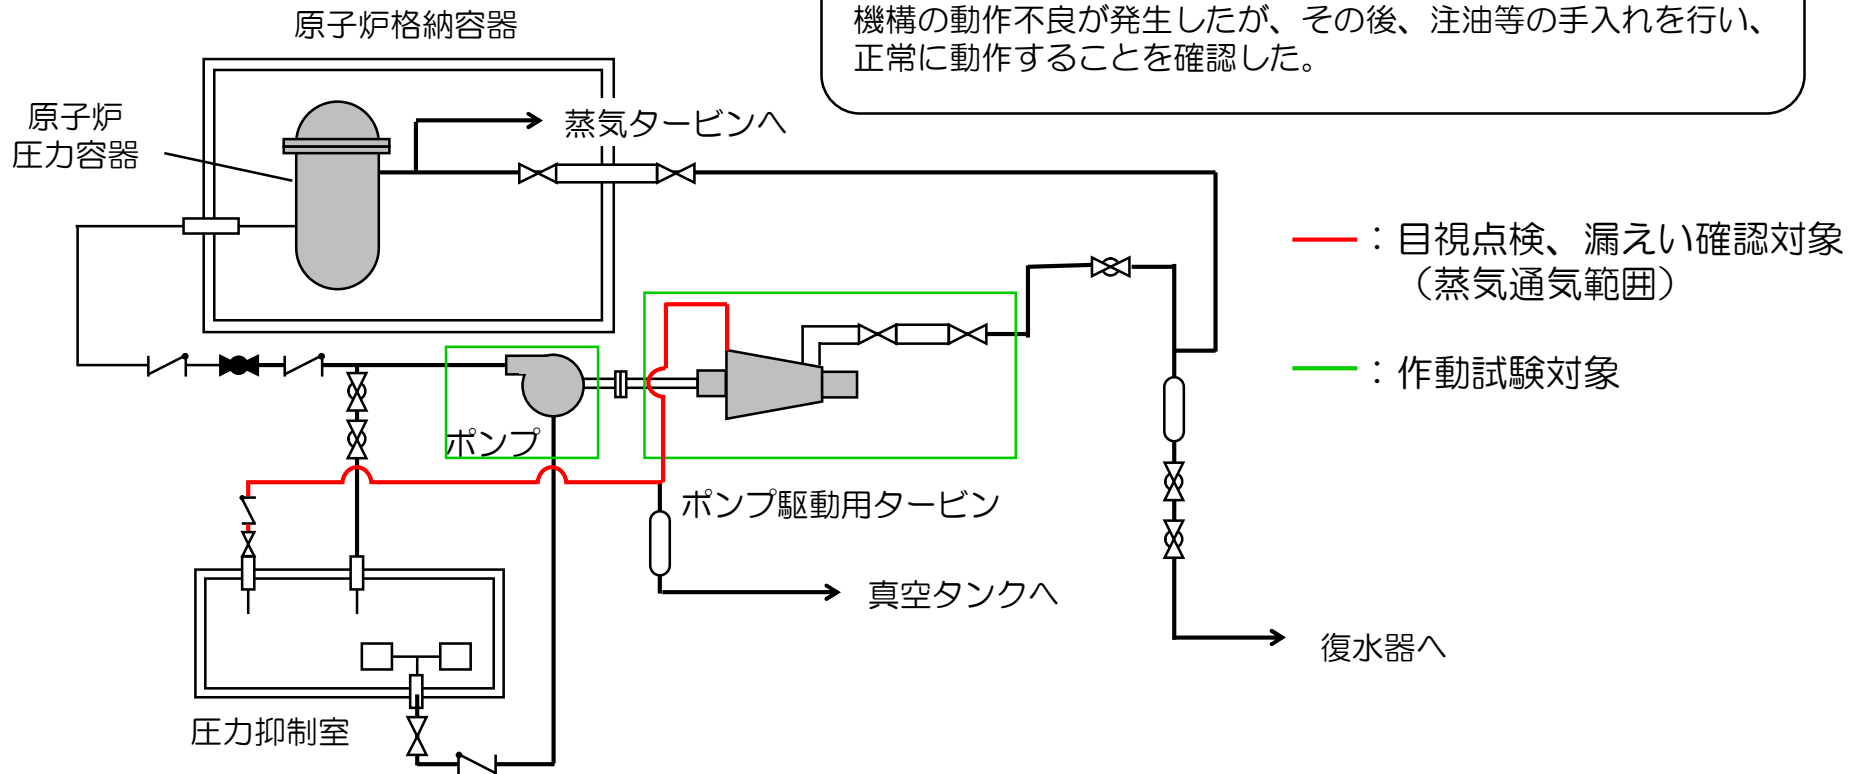 機構の動作不良が発生したが、その後、注油等の手入れを行い、
正常に動作することを確認した。
原子炉格納容器
原子炉
圧力容器
蒸気タービンへ
：目視点検、漏えい確認対象
（蒸気通気範囲）
：作動試験対象
ポンプ
ポンプ駆動用タービン
真空タンクへ
復水器へ
圧力抑制室